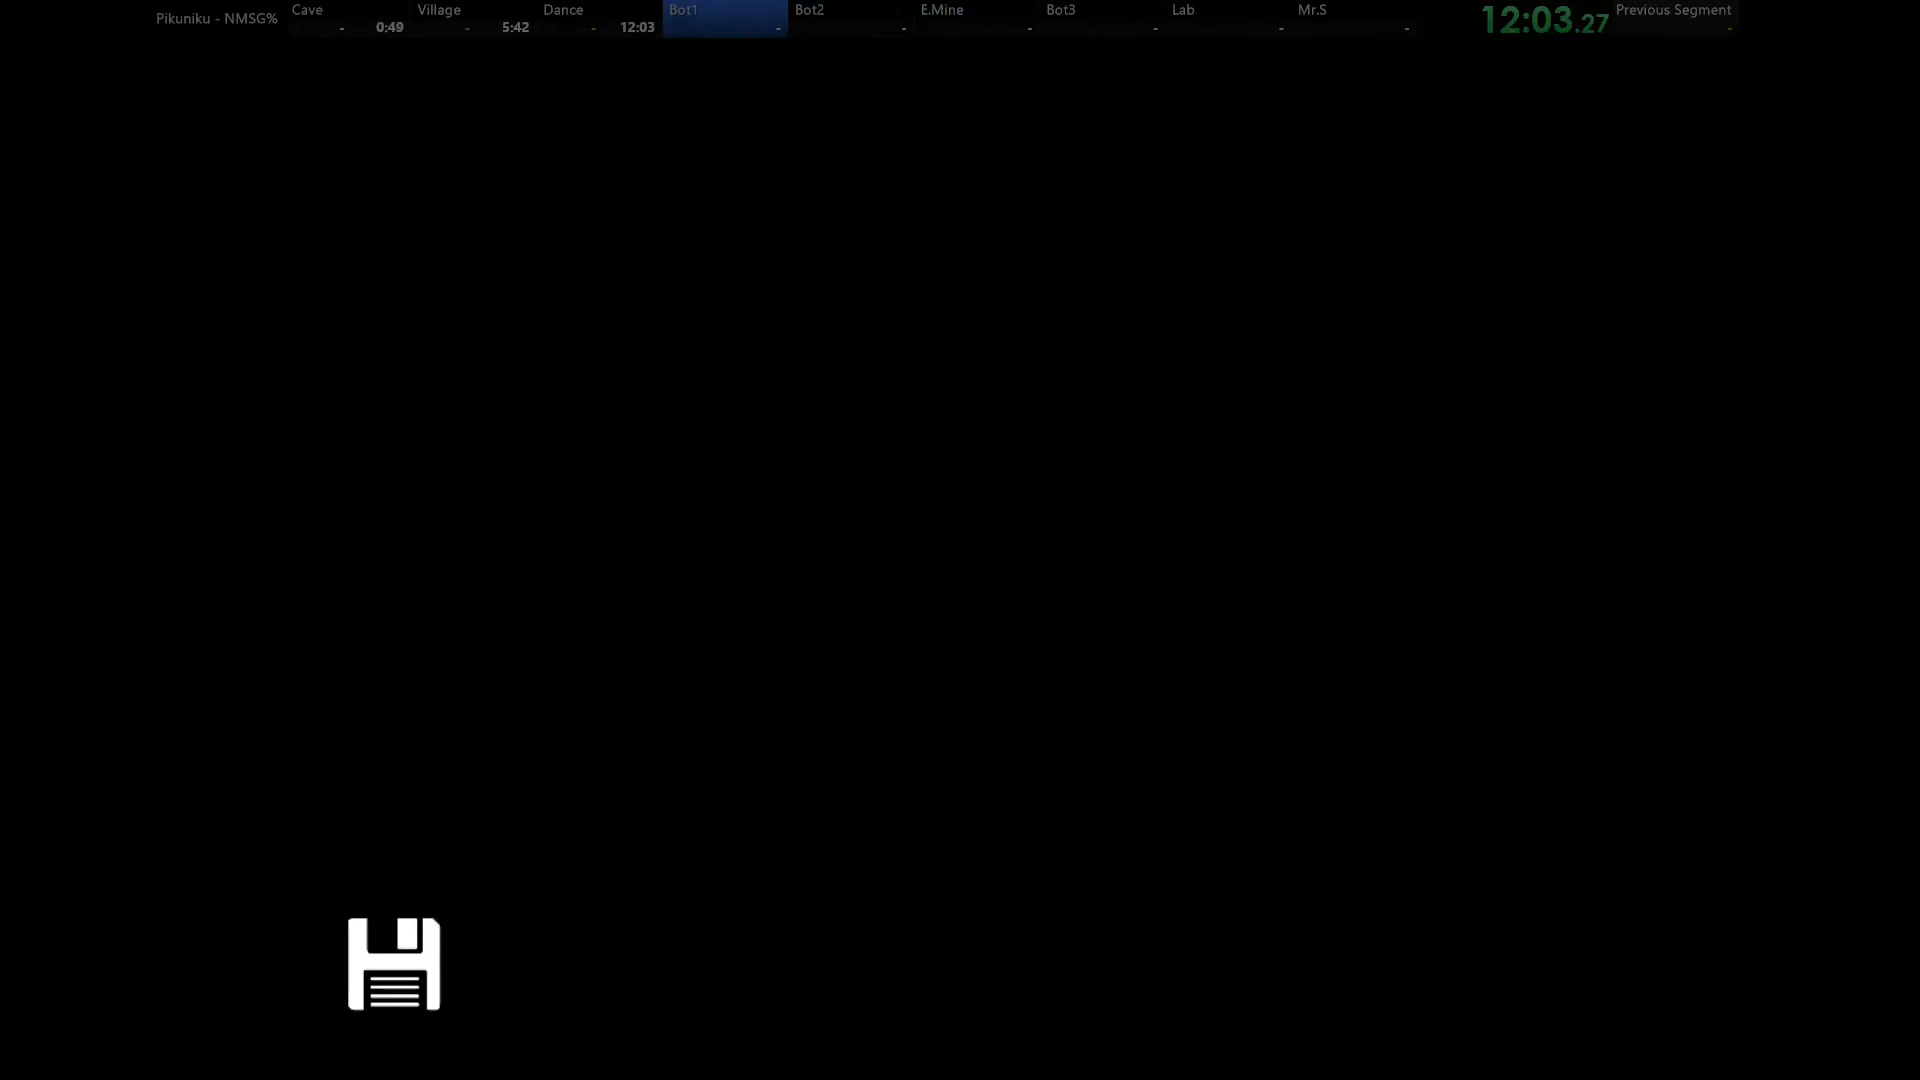 Pikuniku - NMSG%
Cave
- 0:49
Village
- 5:42
Dance
- 12:03
Bot1
-
Bot2
-
E.Mine
-
Bot3
-
Lab
-
Mr.S
-
12:03.27
Previous Segment
-